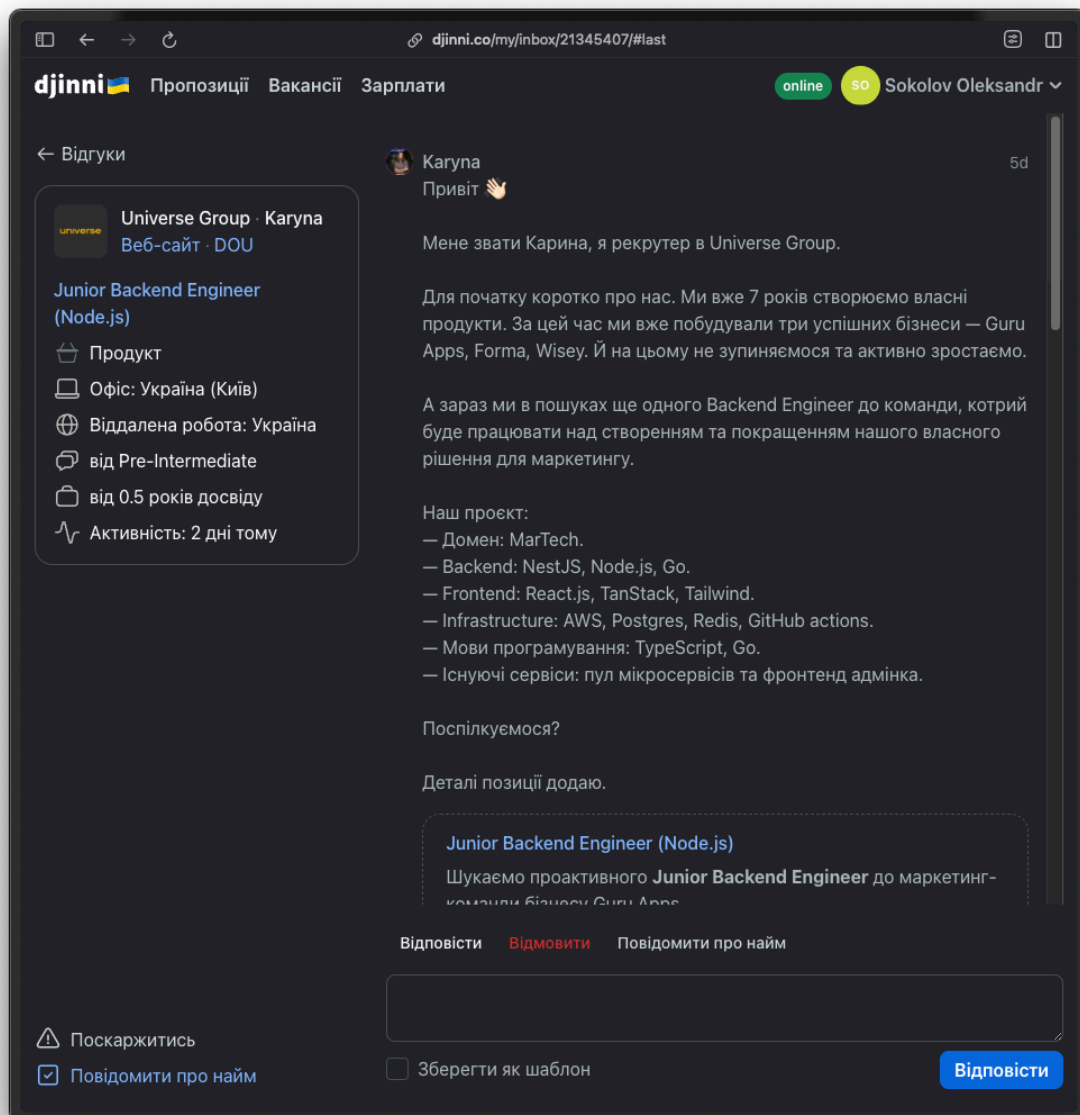 djinni.co/my/inbox/21345407/#last
djinni
Пропозиції Вакансії Зарплати
online
SO
Sokolov Oleksandr
← Відгуки
universe
Universe Group · Karyna
Веб-сайт · DOU
Junior Backend Engineer
(Node.js)
Продукт
Офіс: Україна (Київ)
Віддалена робота: Україна
від Pre-Intermediate
від 0.5 років досвіду
Активність: 2 дні тому
Karyna
5d
Привіт 👋🏻
Мене звати Карина, я рекрутер в Universe Group.
Для початку коротко про нас. Ми вже 7 років створюємо власні
продукти. За цей час ми вже побудували три успішних бізнеси — Guru
Apps, Forma, Wisey. Й на цьому не зупиняємося та активно зростаємо.
А зараз ми в пошуках ще одного Backend Engineer до команди, котрий
буде працювати над створенням та покращенням нашого власного
рішення для маркетингу.
Наш проєкт:
— Домен: MarTech.
— Backend: NestJS, Node.js, Go.
— Frontend: React.js, TanStack, Tailwind.
— Infrastructure: AWS, Postgres, Redis, GitHub actions.
— Мови програмування: TypeScript, Go.
— Існуючі сервіси: пул мікросервісів та фронтенд адмінка.
Поспілкуємося?
Деталі позиції додаю.
Junior Backend Engineer (Node.js)
Шукаємо проактивного Junior Backend Engineer до маркетинг-
команди бізнесу Guru Apps
Відповісти Відмовити Повідомити про найм
Зберегти як шаблон
Відповісти
Поскаржитись
Повідомити про найм